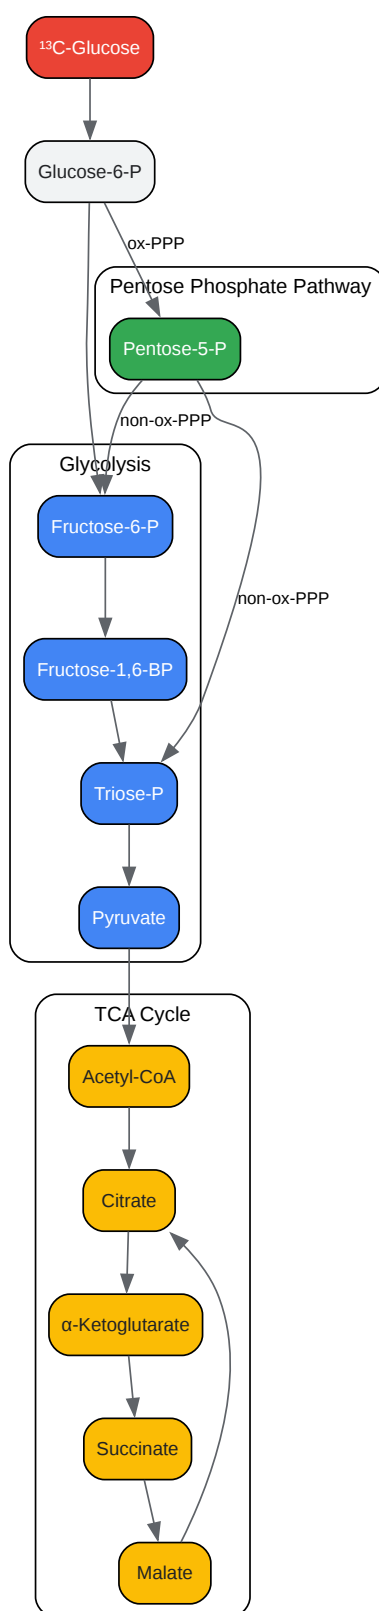 ¹³C-Glucose
Glucose-6-P
ox-PPP
Pentose Phosphate Pathway
Pentose-5-P
non-ox-PPP
Glycolysis
Fructose-6-P
non-ox-PPP
Fructose-1,6-BP
Triose-P
Pyruvate
TCA Cycle
Acetyl-CoA
Citrate
α-Ketoglutarate
Succinate
Malate